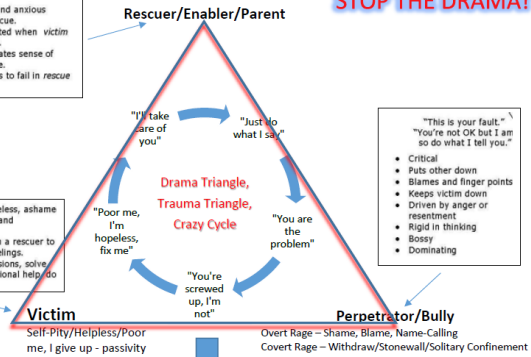 STOP THE DRAMA!
nd anxious
cue.
ted when victim
ates sense of
e.
s to fail in rescue
Rescuer/Enabler/Parent
"I'll take
care of
you"
"Just do
what I say"
"You are
the
problem"
"You're
screwed
up, I'm
not"
"Poor me,
I'm
hopeless,
fix me"
Drama Triangle,
Trauma Triangle,
Crazy Cycle
"This is your fault."
"You're not OK but I am
so do what I tell you."
Critical
Puts other down
Blames and finger points
Keeps victim down
Driven by anger or
resentment
Rigid in thinking
Bossy
Dominating
eless, ashame
and
a rescuer to
elings.
sions, solve
ional help, do
Victim
Self-Pity/Helpless/Poor
me, I give up - passivity
Perpetrator/Bully
Overt Rage – Shame, Blame, Name-Calling
Covert Rage – Withdraw/Stonewall/Solitary Confinement